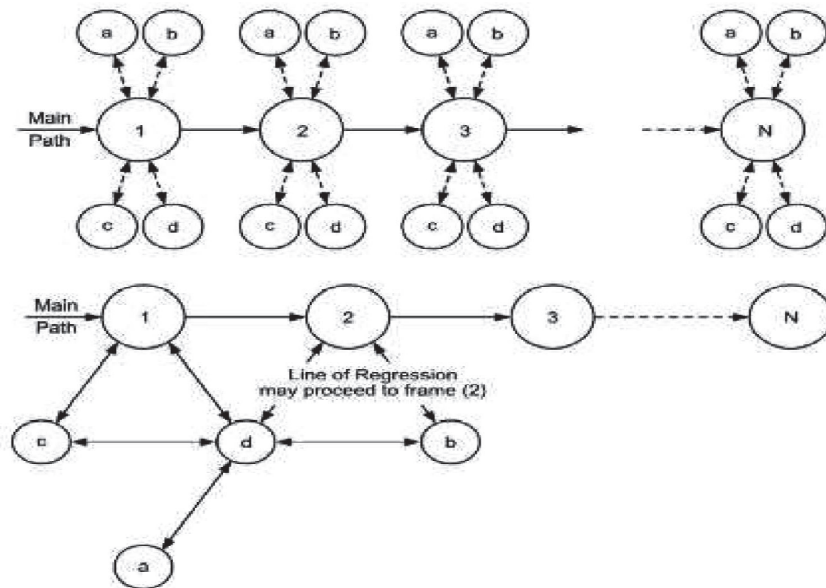 a b a b a b a b
Main
Path
1 2 3 N
c d c d c d c d
Main
Path
1 2 3 N
Line of Regression
may proceed to frame (2)
c d b
a